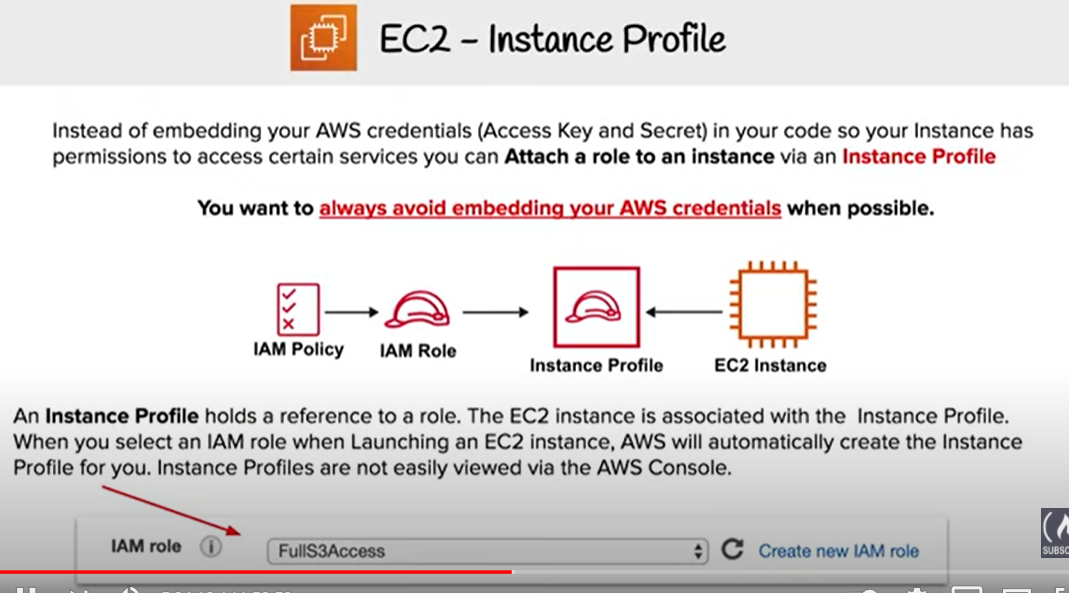 EC2 – Instance Profile
Instead of embedding your AWS credentials (Access Key and Secret) in your code so your Instance has
permissions to access certain services you can Attach a role to an instance via an Instance Profile
You want to always avoid embedding your AWS credentials when possible.
IAM Policy
IAM Role
Instance Profile
EC2 Instance
An Instance Profile holds a reference to a role. The EC2 instance is associated with the Instance Profile.
When you select an IAM role when Launching an EC2 instance, AWS will automatically create the Instance
Profile for you. Instance Profiles are not easily viewed via the AWS Console.
IAM role
i
FullS3Access
Create new IAM role
SUBSC